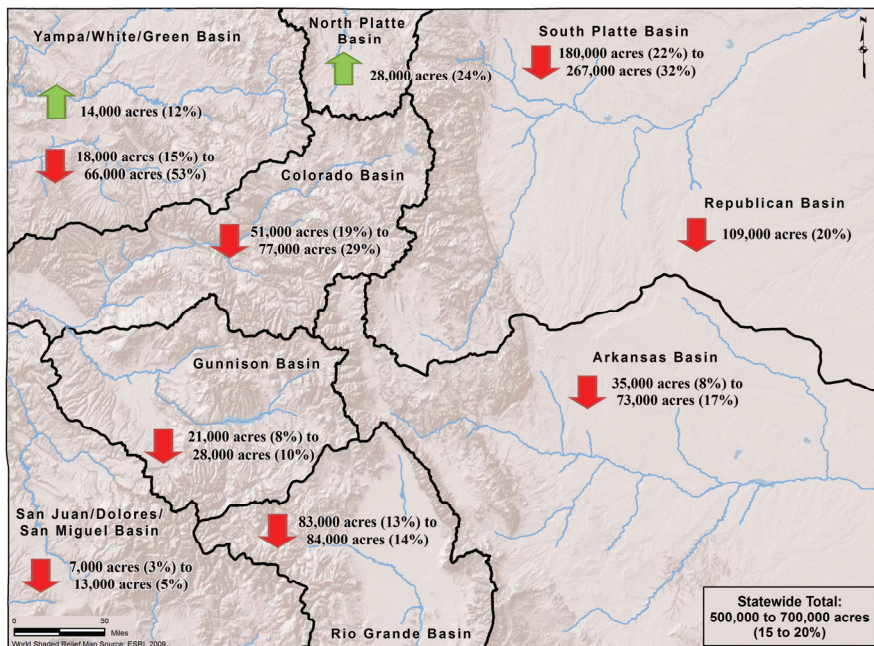 Yampa/White/Green Basin
14,000 acres (12%)
18,000 acres (15%) to
66,000 acres (53%)
North Platte
Basin
28,000 acres (24%)
South Platte Basin
180,000 acres (22%) to
267,000 acres (32%)
N
Colorado Basin
51,000 acres (19%) to
77,000 acres (29%)
Republican Basin
109,000 acres (20%)
Gunnison Basin
21,000 acres (8%) to
28,000 acres (10%)
Arkansas Basin
35,000 acres (8%) to
73,000 acres (17%)
San Juan/Dolores/
San Miguel Basin
7,000 acres (3%) to
13,000 acres (5%)
83,000 acres (13%) to
84,000 acres (14%)
Rio Grande Basin
Statewide Total:
500,000 to 700,000 acres
(15 to 20%)
0 50
Miles
World Shaded Relief Map Source: ESRI, 2009